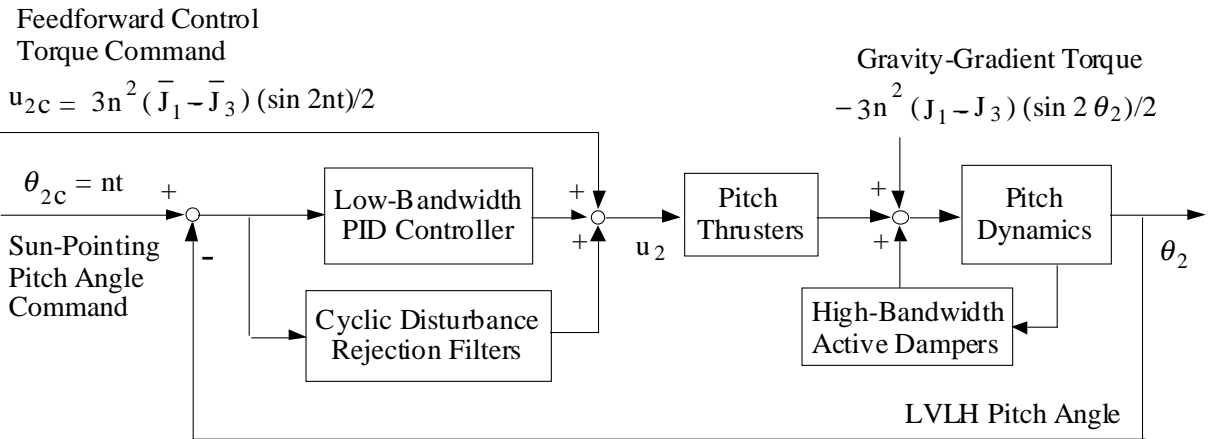 Feedforward Control
Torque Command
u₂c = 3n² (J̅₁ − J̅₃) (sin 2nt)/2
Gravity-Gradient Torque
− 3n² (J₁ − J₃) (sin 2 θ₂)/2
θ₂c = nt
+
Low-Bandwidth
PID Controller
+
+
Pitch
Thrusters
+
+
Pitch
Dynamics
Sun-Pointing
Pitch Angle
Command
-
u₂
θ₂
Cyclic Disturbance
Rejection Filters
High-Bandwidth
Active Dampers
LVLH Pitch Angle